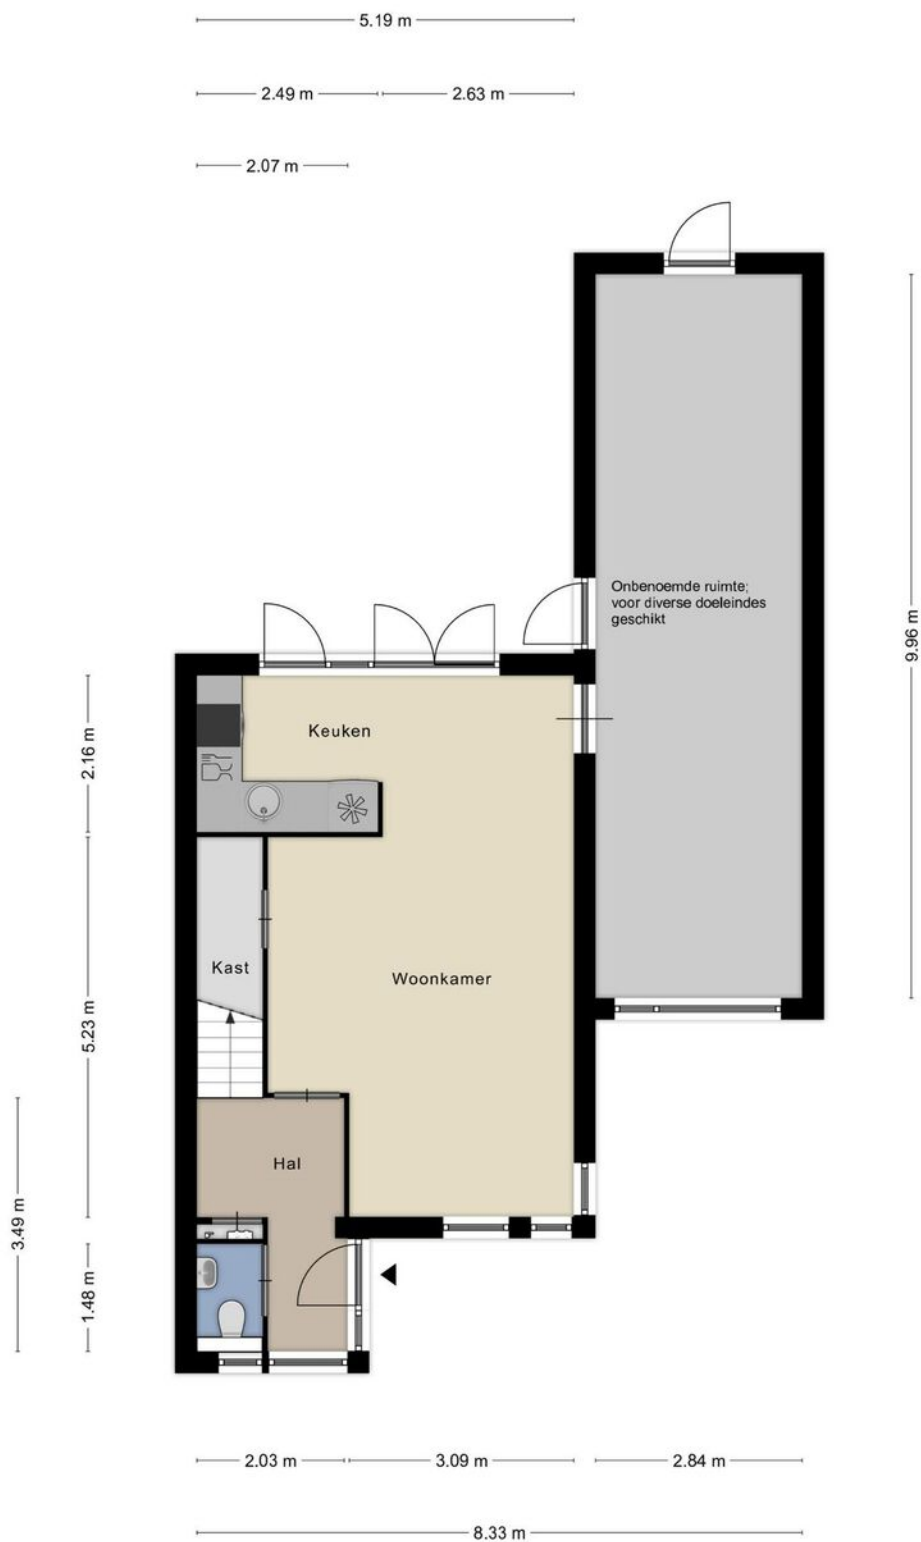 5.19 m
2.49 m
2.63 m
2.07 m
Onbenoemde ruimte;
voor diverse doeleindes
geschikt
9.96 m
Keuken
2.16 m
Kast
Woonkamer
5.23 m
Hal
3.49 m
1.48 m
2.03 m
3.09 m
2.84 m
8.33 m